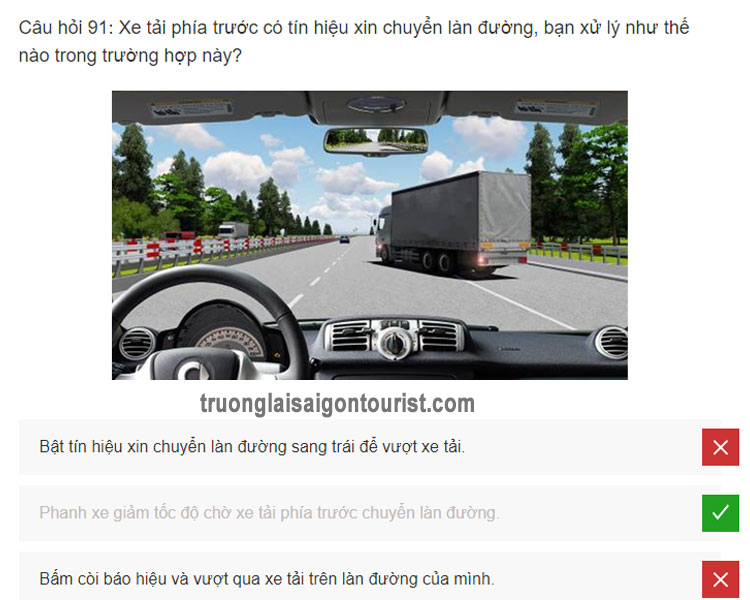 Câu hỏi 91: Xe tải phía trước có tín hiệu xin chuyển làn đường, bạn xử lý như thế
nào trong trường hợp này?
truonglaisaigontourist.com
Bật tín hiệu xin chuyển làn đường sang trái để vượt xe tải.
Phanh xe giảm tốc độ chờ xe tải phía trước chuyển làn đường.
Bấm còi báo hiệu và vượt qua xe tải trên làn đường của mình.